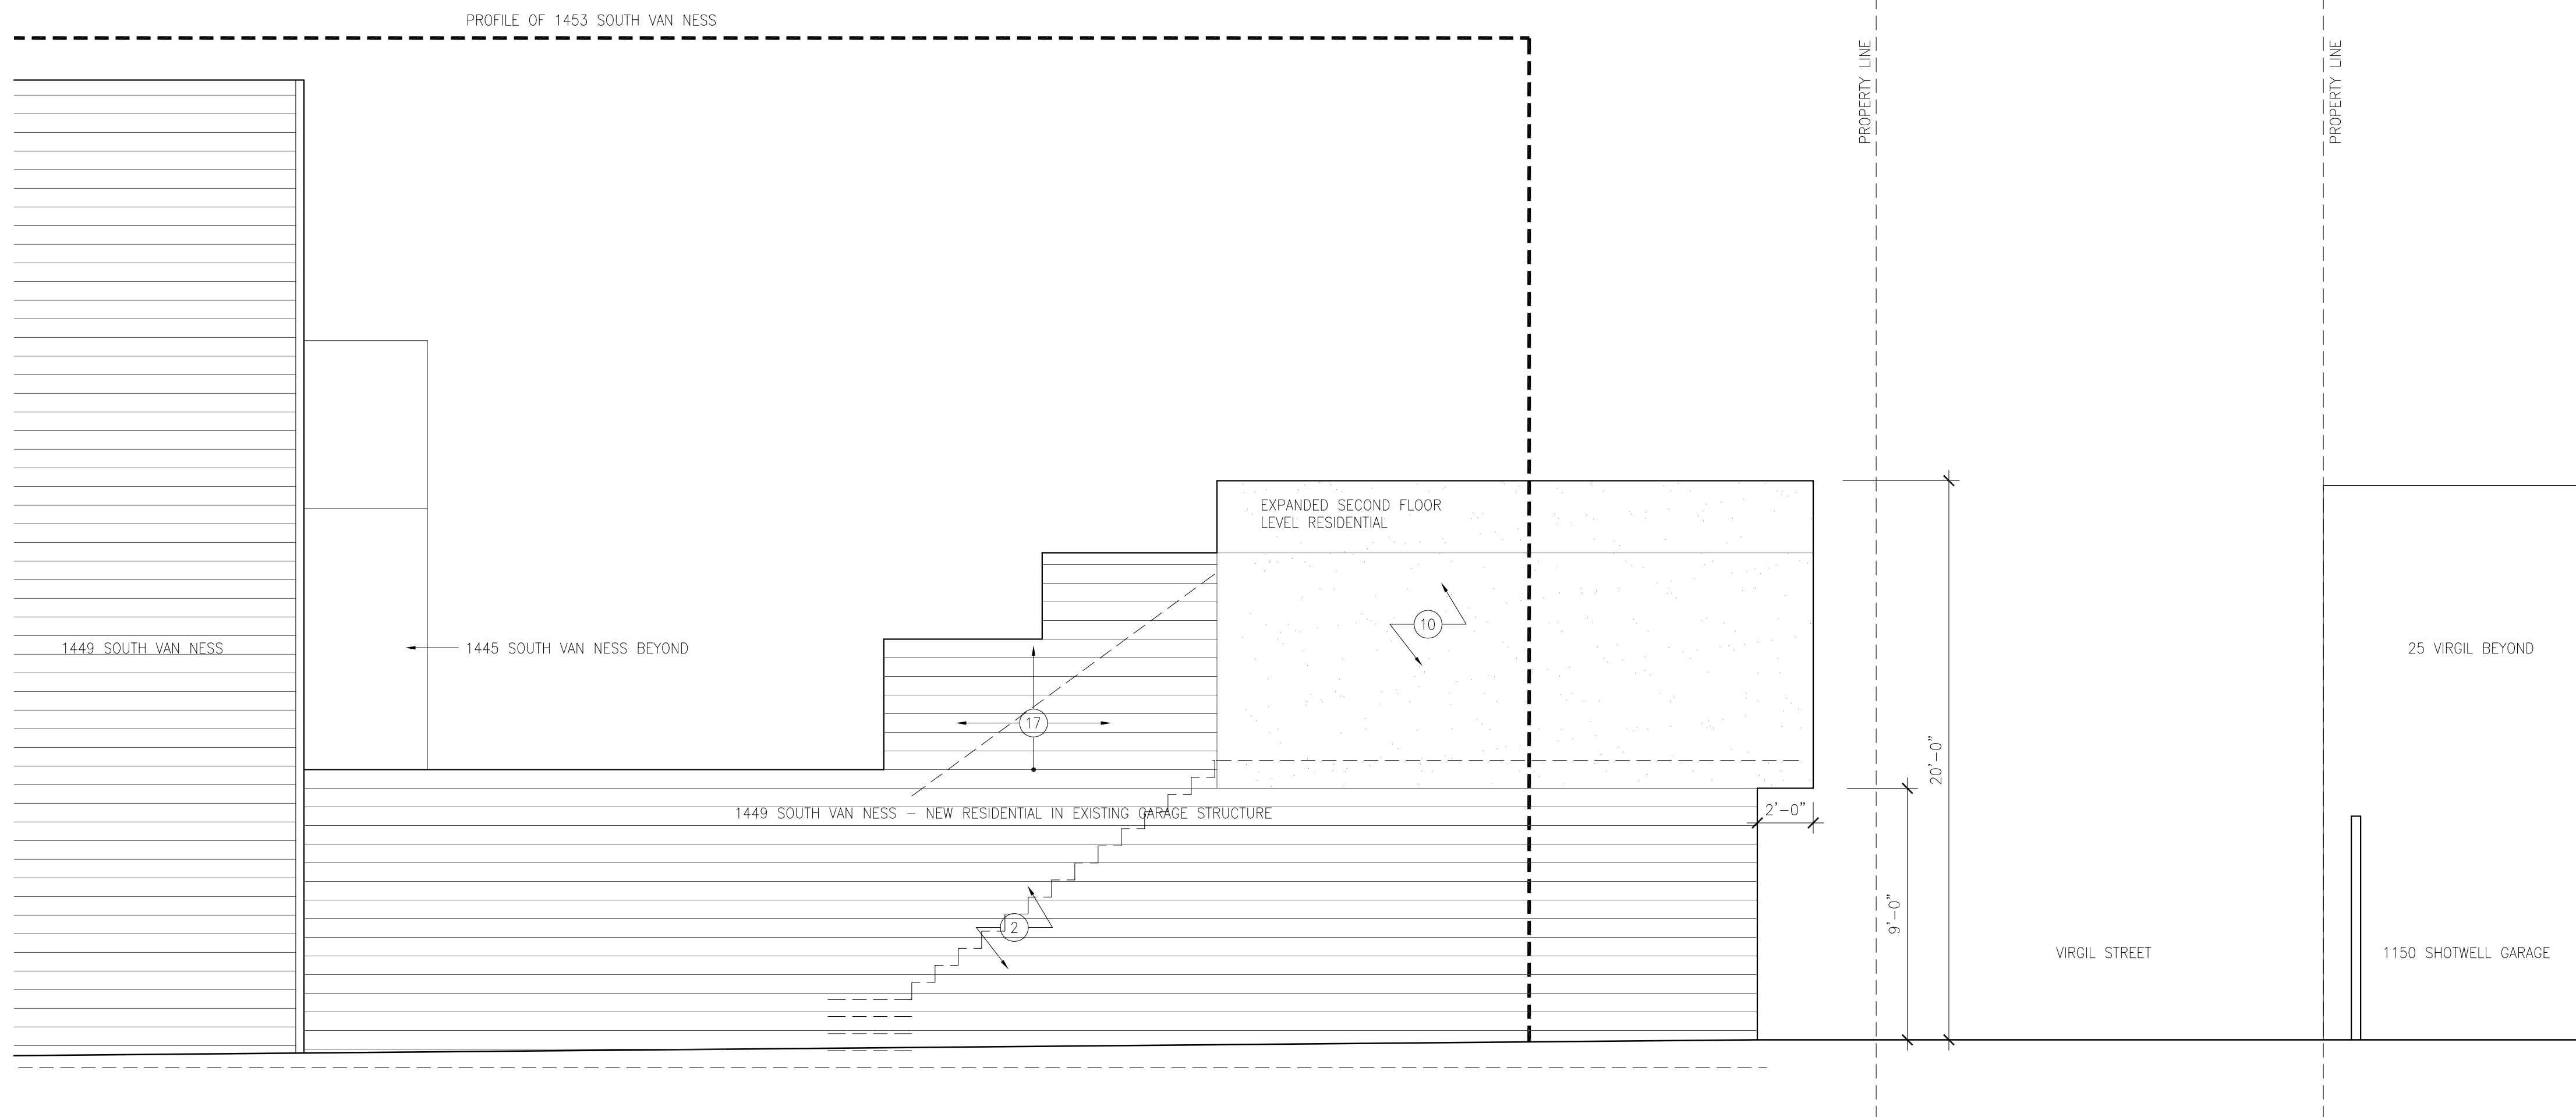 PROFILE OF 1453 SOUTH VAN NESS
PROPERTY LINE
PROPERTY LINE
EXPANDED SECOND FLOOR
LEVEL RESIDENTIAL
10
1449 SOUTH VAN NESS
1445 SOUTH VAN NESS BEYOND
25 VIRGIL BEYOND
17
20'-0"
1449 SOUTH VAN NESS - NEW RESIDENTIAL IN EXISTING GARAGE STRUCTURE
2'-0"
9'-0"
2
VIRGIL STREET
1150 SHOTWELL GARAGE